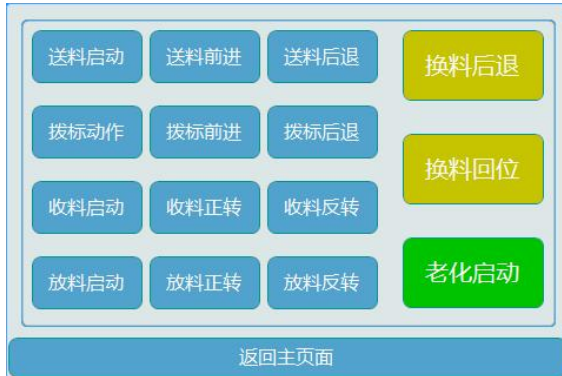 送料启动 送料前进 送料后退 换料后退
拨标动作 拨标前进 拨标后退
换料回位
收料启动 收料正转 收料反转
老化启动
放料启动 放料正转 放料反转
返回主页面